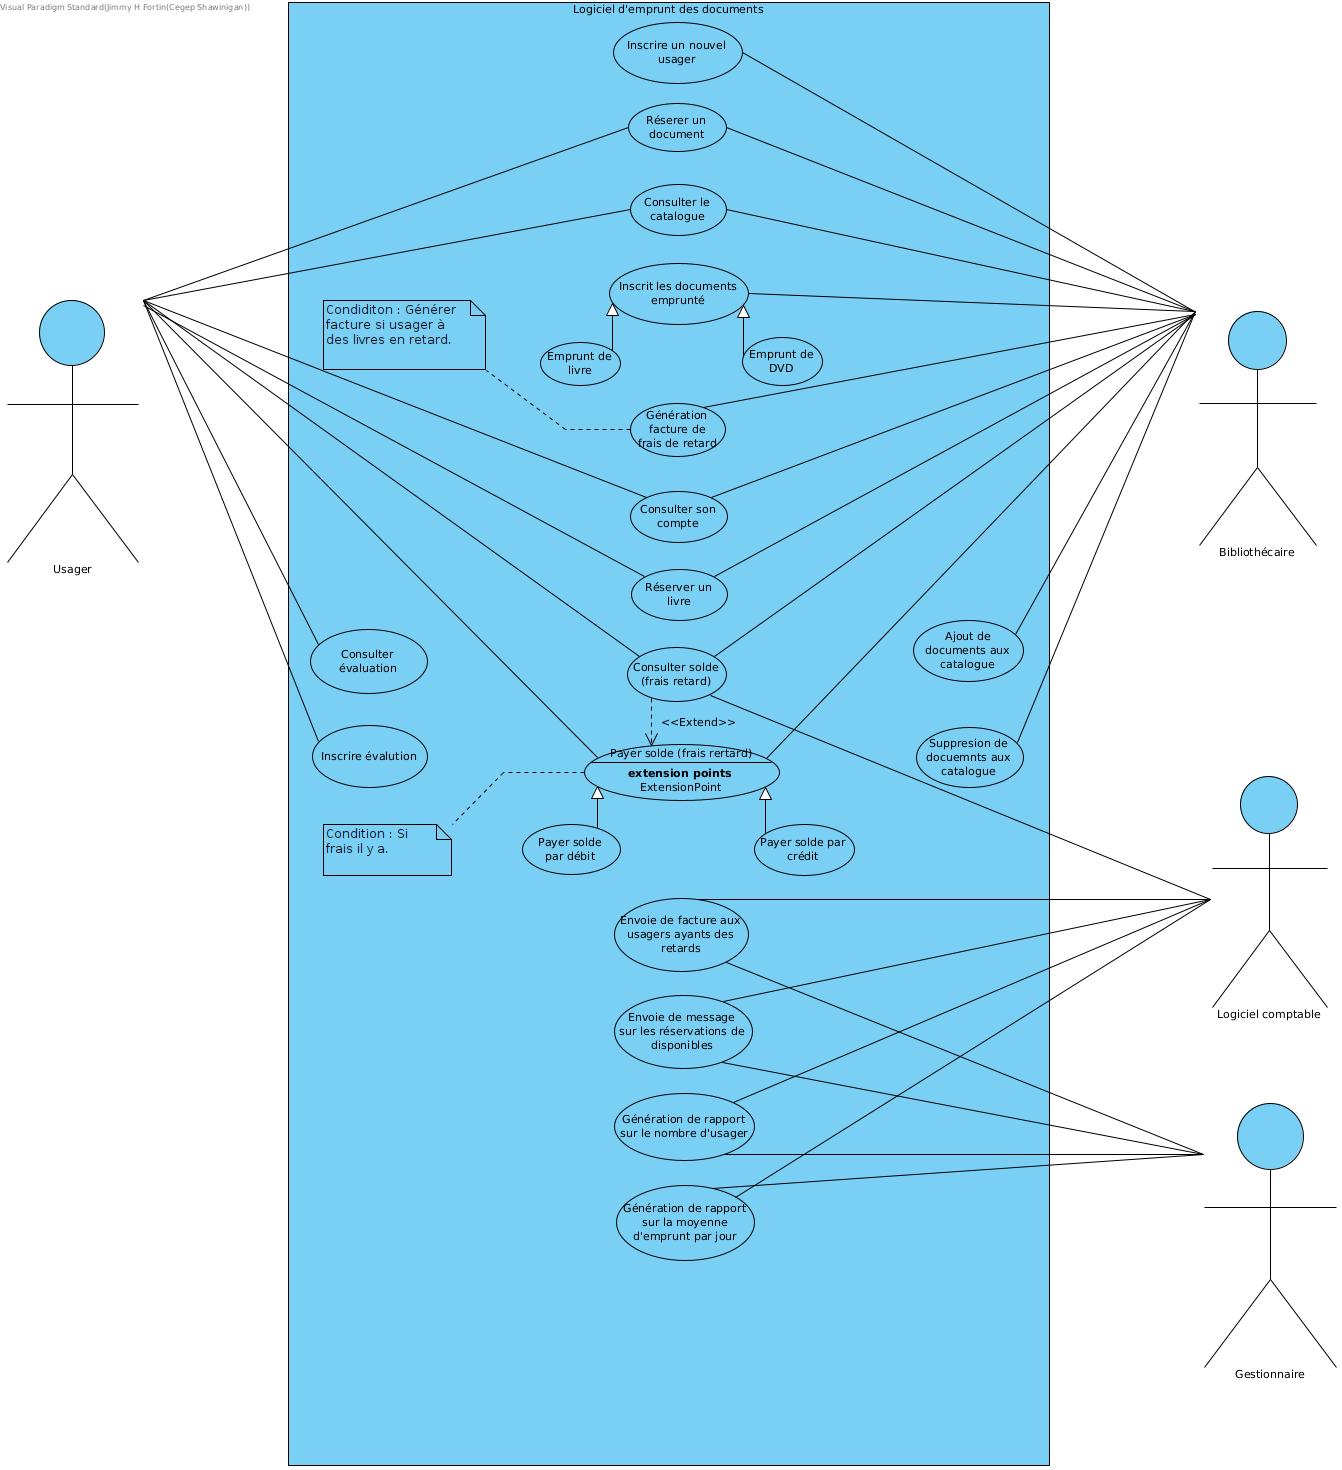 Visual Paradigm Standard(Jimmy H Fortin(Cegep Shawinigan))
Logiciel d'emprunt des documents
Inscrire un nouvel
usager
Réserer un
document
Consulter le
catalogue
Inscrit les documents
emprunté
Condiditon : Générer
facture si usager à
des livres en retard.
Emprunt de
livre
Emprunt de
DVD
Génération
facture de
frais de retard
Consulter son
compte
Usager
Bibliothécaire
Réserver un
livre
Consulter
évaluation
Consulter solde
(frais retard)
Ajout de
documents aux
catalogue
<<Extend>>
Inscrire évalution
Payer solde (frais rertard)
extension points
ExtensionPoint
Suppresion de
docuemnts aux
catalogue
Condition : Si
frais il y a.
Payer solde
par débit
Payer solde par
crédit
Envoie de facture aux
usagers ayants des
retards
Envoie de message
sur les réservations de
disponibles
Logiciel comptable
Génération de rapport
sur le nombre d'usager
Génération de rapport
sur la moyenne
d'emprunt par jour
Gestionnaire